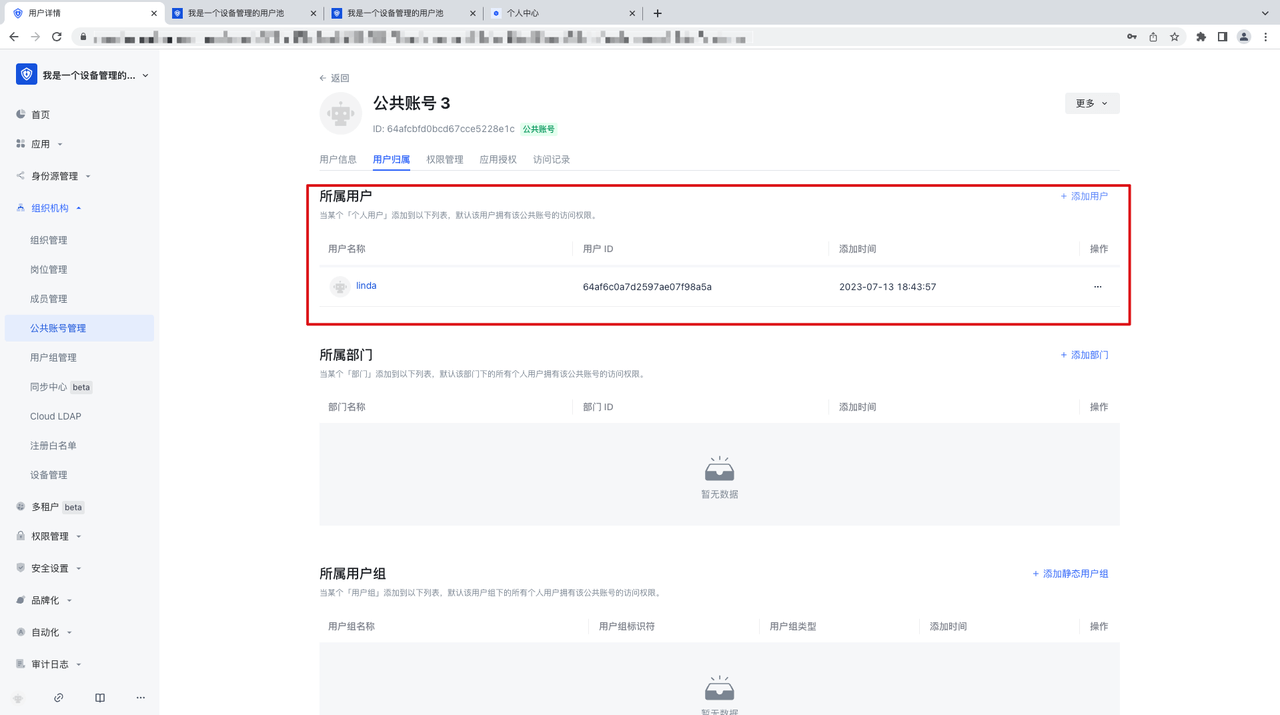 用户详情
我是一个设备管理的用户池
我是一个设备管理的用户池
个人中心
我是一个设备管理的...
首页
应用
身份源管理
组织机构
组织管理
岗位管理
成员管理
公共账号管理
用户组管理
同步中心 beta
Cloud LDAP
注册白名单
设备管理
多租户 beta
权限管理
安全设置
品牌化
自动化
审计日志
← 返回
公共账号 3
ID: 64afcbfd0bcd67cce5228e1c 公共账号
更多
用户信息 用户归属 权限管理 应用授权 访问记录
所属用户
+ 添加用户
当某个「个人用户」添加到以下列表，默认该用户拥有该公共账号的访问权限。
用户名称 用户 ID 添加时间 操作
linda 64af6c0a7d2597ae07f98a5a 2023-07-13 18:43:57 ···
所属部门
+ 添加部门
当某个「部门」添加到以下列表，默认该部门下的所有个人用户拥有该公共账号的访问权限。
部门名称 部门 ID 添加时间 操作
暂无数据
所属用户组
+ 添加静态用户组
当某个「用户组」添加到以下列表，默认该用户组下的所有个人用户拥有该公共账号的访问权限。
用户组名称 用户组标识符 用户组类型 添加时间 操作
暂无数据